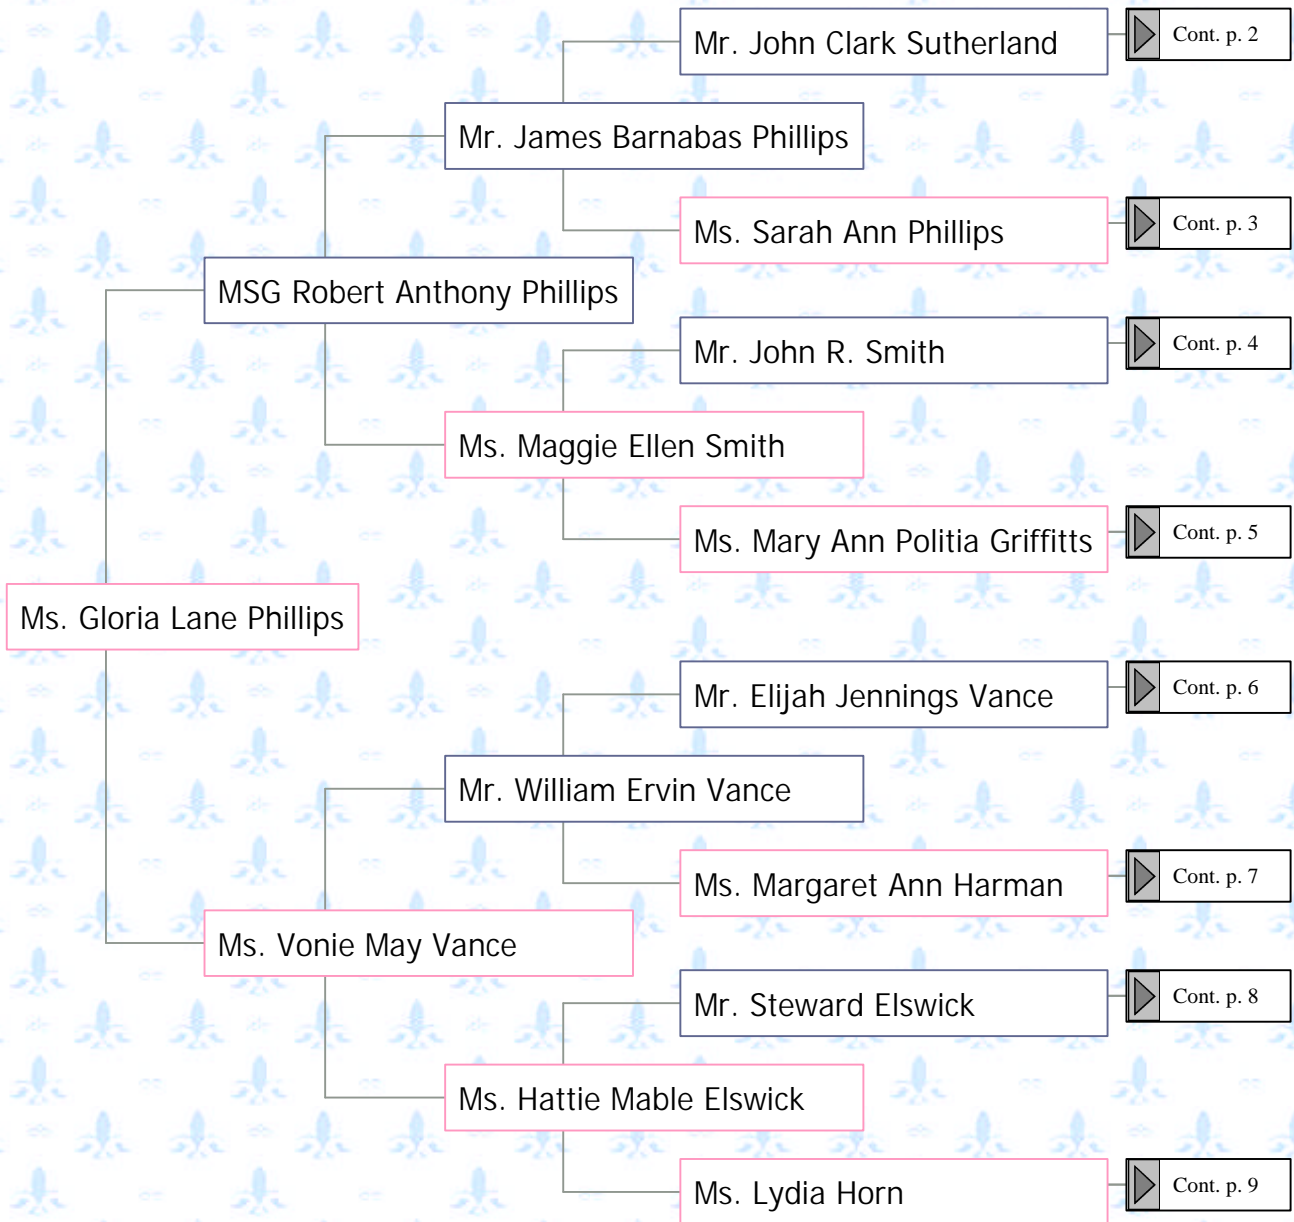 Mr. John Clark Sutherland
Cont. p. 2
Mr. James Barnabas Phillips
Ms. Sarah Ann Phillips
Cont. p. 3
MSG Robert Anthony Phillips
Mr. John R. Smith
Cont. p. 4
Ms. Maggie Ellen Smith
Ms. Mary Ann Politia Griffitts
Cont. p. 5
Ms. Gloria Lane Phillips
Mr. Elijah Jennings Vance
Cont. p. 6
Mr. William Ervin Vance
Ms. Margaret Ann Harman
Cont. p. 7
Ms. Vonie May Vance
Mr. Steward Elswick
Cont. p. 8
Ms. Hattie Mable Elswick
Ms. Lydia Horn
Cont. p. 9